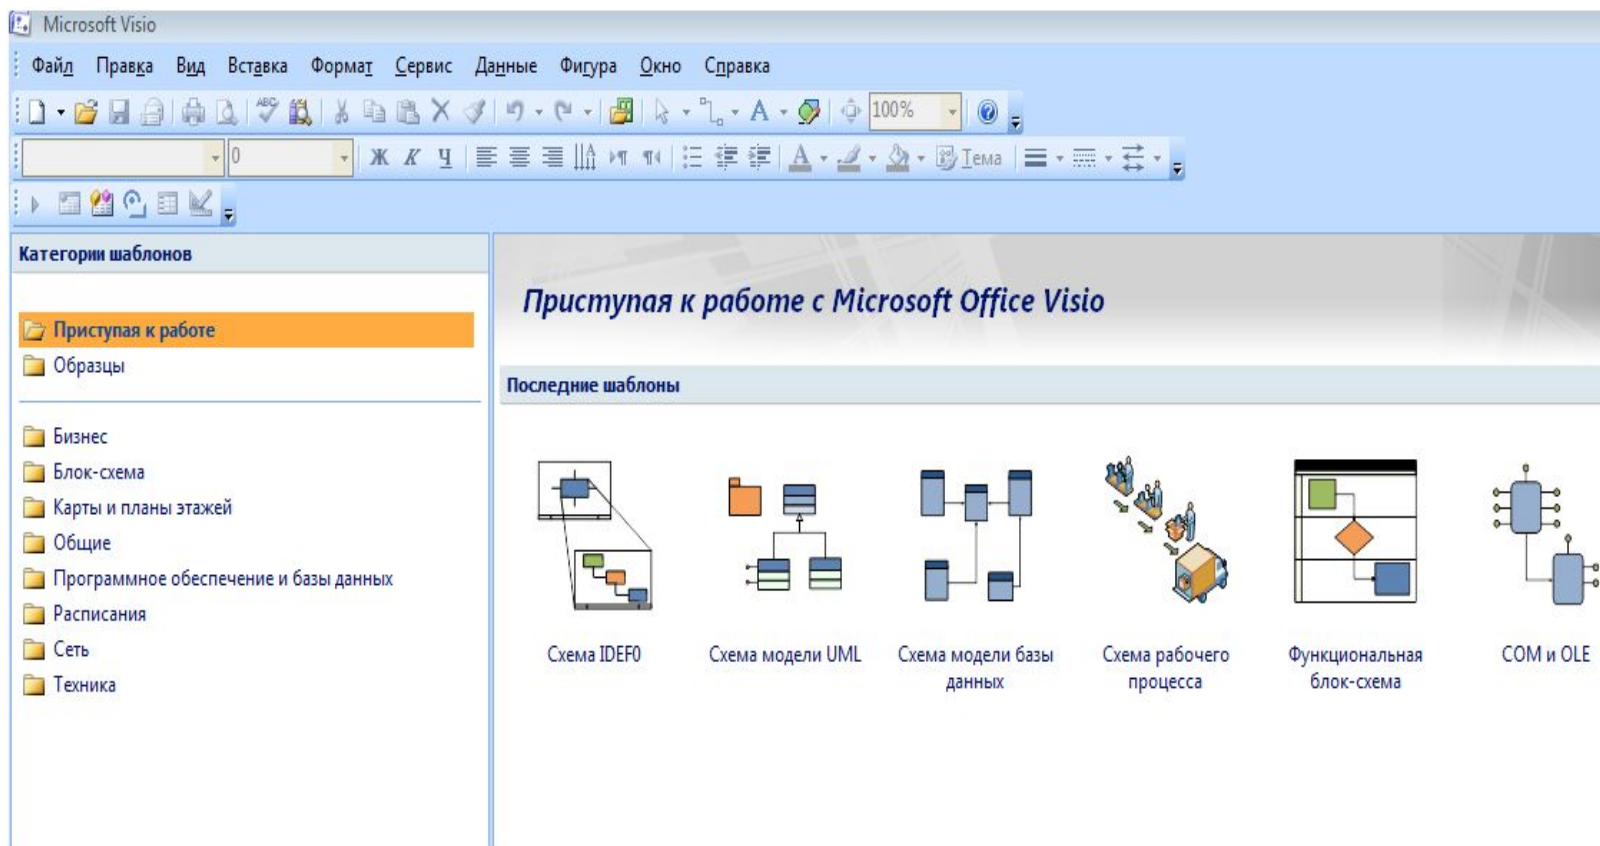 Microsoft Visio
Файл Правка Вид Вставка Формат Сервис Данные Фигура Окно Справка
ABC A 100%
0 Ж К Ч A Тема
Категории шаблонов
Приступая к работе
Образцы
Бизнес
Блок-схема
Карты и планы этажей
Общие
Программное обеспечение и базы данных
Расписания
Сеть
Техника
Приступая к работе с Microsoft Office Visio
Последние шаблоны
Схема IDEF0
Схема модели UML
Схема модели базы
данных
Схема рабочего
процесса
Функциональная
блок-схема
COM и OLE